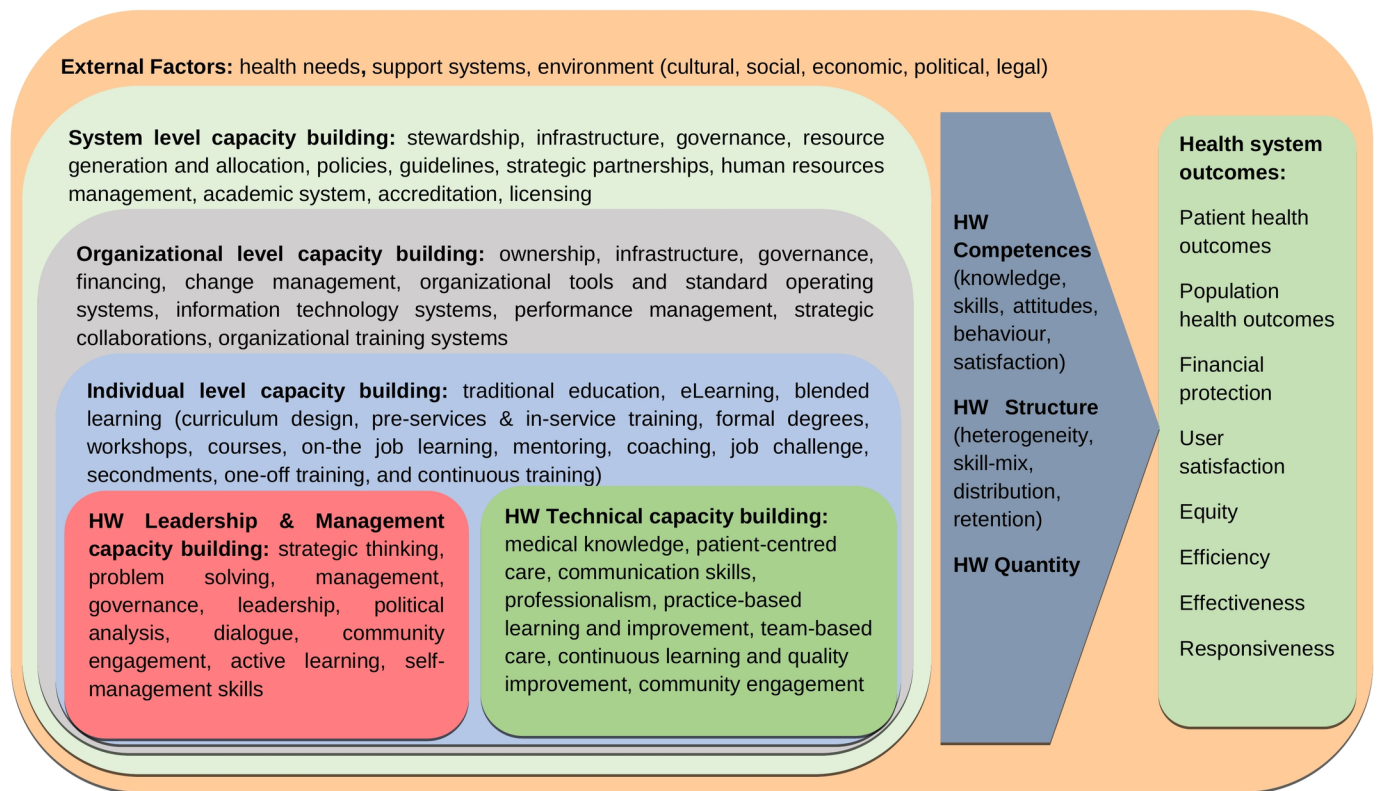 External Factors: health needs, support systems, environment (cultural, social, economic, political, legal)
System level capacity building: stewardship, infrastructure, governance, resource
generation and allocation, policies, guidelines, strategic partnerships, human resources
management, academic system, accreditation, licensing
Organizational level capacity building: ownership, infrastructure, governance,
financing, change management, organizational tools and standard operating
systems, information technology systems, performance management, strategic
collaborations, organizational training systems
Individual level capacity building: traditional education, eLearning, blended
learning (curriculum design, pre-services & in-service training, formal degrees,
workshops, courses, on-the job learning, mentoring, coaching, job challenge,
secondments, one-off training, and continuous training)
HW Leadership & Management
capacity building: strategic thinking,
problem solving, management,
governance, leadership, political
analysis, dialogue, community
engagement, active learning, self-
management skills
HW Technical capacity building:
medical knowledge, patient-centred
care, communication skills,
professionalism, practice-based
learning and improvement, team-based
care, continuous learning and quality
improvement, community engagement
HW
Competences
(knowledge,
skills, attitudes,
behaviour,
satisfaction)
HW Structure
(heterogeneity,
skill-mix,
distribution,
retention)
HW Quantity
Health system
outcomes:
Patient health
outcomes
Population
health outcomes
Financial
protection
User
satisfaction
Equity
Efficiency
Effectiveness
Responsiveness